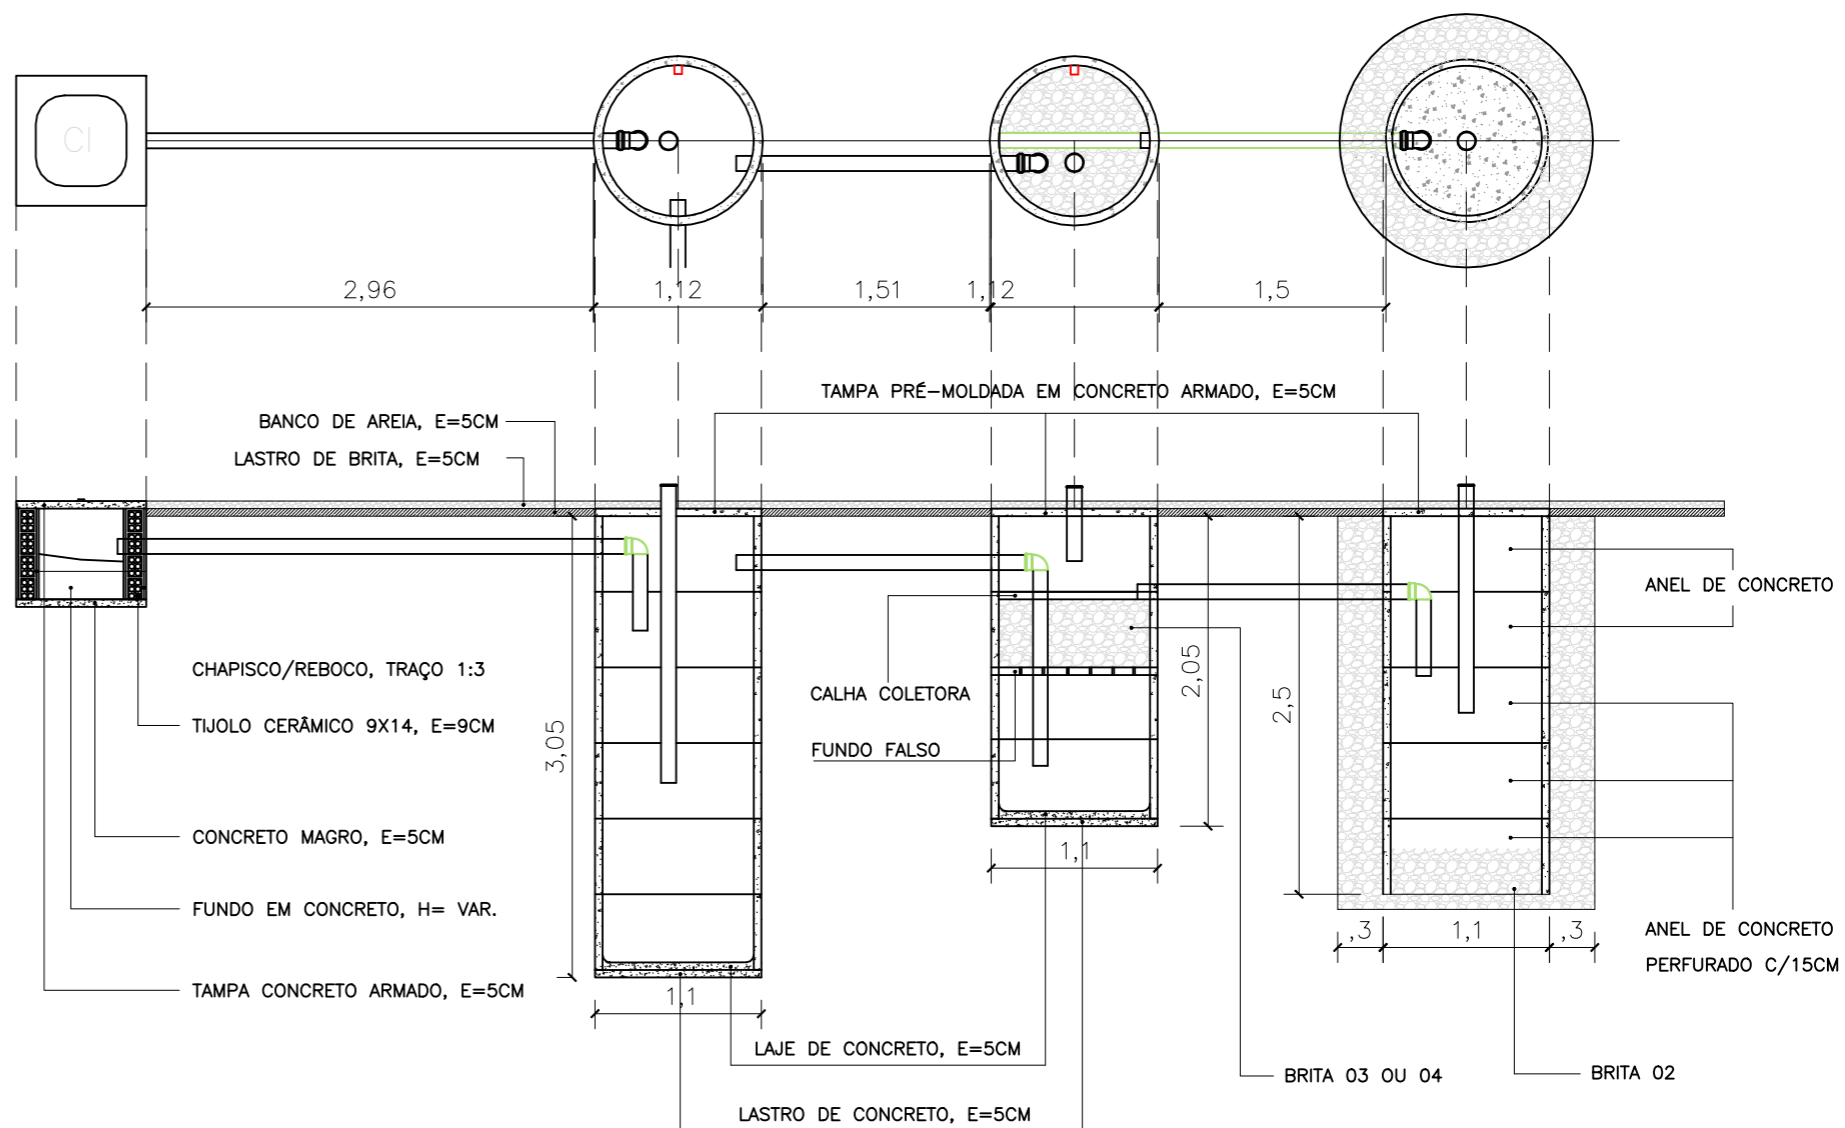 CI
2,96
1,12
1,51
1,12
1,5
TAMPA PRÉ-MOLDADA EM CONCRETO ARMADO, E=5CM
BANCO DE AREIA, E=5CM
LASTRO DE BRITA, E=5CM
ANEL DE CONCRETO
CHAPISCO/REBOCO, TRAÇO 1:3
TIJOLO CERÂMICO 9X14, E=9CM
CALHA COLETORA
FUNDO FALSO
3,05
2,05
2,5
CONCRETO MAGRO, E=5CM
1,1
FUNDO EM CONCRETO, H= VAR.
,3
1,1
,3
ANEL DE CONCRETO
PERFURADO C/15CM
TAMPA CONCRETO ARMADO, E=5CM
1,1
LAJE DE CONCRETO, E=5CM
BRITA 03 OU 04
BRITA 02
LASTRO DE CONCRETO, E=5CM